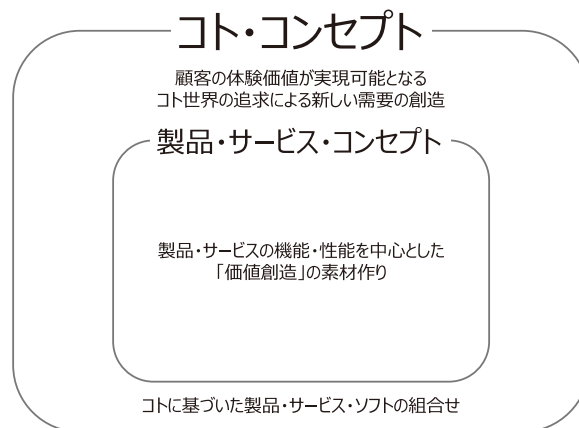 コト・コンセプト
顧客の体験価値が実現可能となる
コト世界の追求による新しい需要の創造
製品・サービス・コンセプト
製品・サービスの機能・性能を中心とした
「価値創造」の素材作り
コトに基づいた製品・サービス・ソフトの組合せ